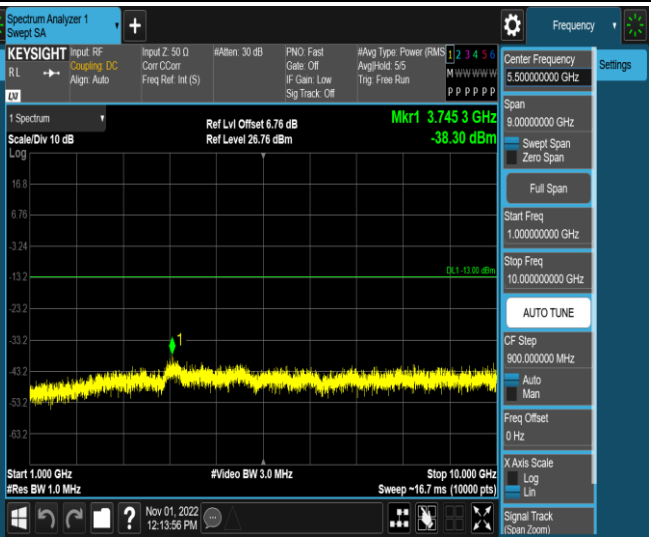 Spectrum Analyzer 1
Swept SA
Frequency
KEYSIGHT Input: RF Input Z: 50 Ω #Atten: 30 dB PNO: Fast #Avg Type: Power (RMS 1 2 3 4 5 6
RL Coupling: DC Corr CCorr Gate: Off Avg|Hold: 5/5 M W W W W W
Align: Auto Freq Ref: Int (S) IF Gain: Low Trig: Free Run
Sig Track: Off P P P P P P
LXI
1 Spectrum
Scale/Div 10 dB
Log
Ref Lvl Offset 6.76 dB
Ref Level 26.76 dBm
Mkr1 3.745 3 GHz
-38.30 dBm
16.8
6.76
-3.24
-13.2
DL1 -13.00 dBm
-23.2
-33.2
1
-43.2
-53.2
-63.2
Start 1.000 GHz #Video BW 3.0 MHz Stop 10.000 GHz
#Res BW 1.0 MHz Sweep ~16.7 ms (10000 pts)
? Nov 01, 2022
12:13:56 PM
Center Frequency
5.500000000 GHz
Settings
Span
9.00000000 GHz
Swept Span
Zero Span
Full Span
Start Freq
1.000000000 GHz
Stop Freq
10.000000000 GHz
AUTO TUNE
CF Step
900.000000 MHz
Auto
Man
Freq Offset
0 Hz
X Axis Scale
Log
Lin
Signal Track
(Span Zoom)